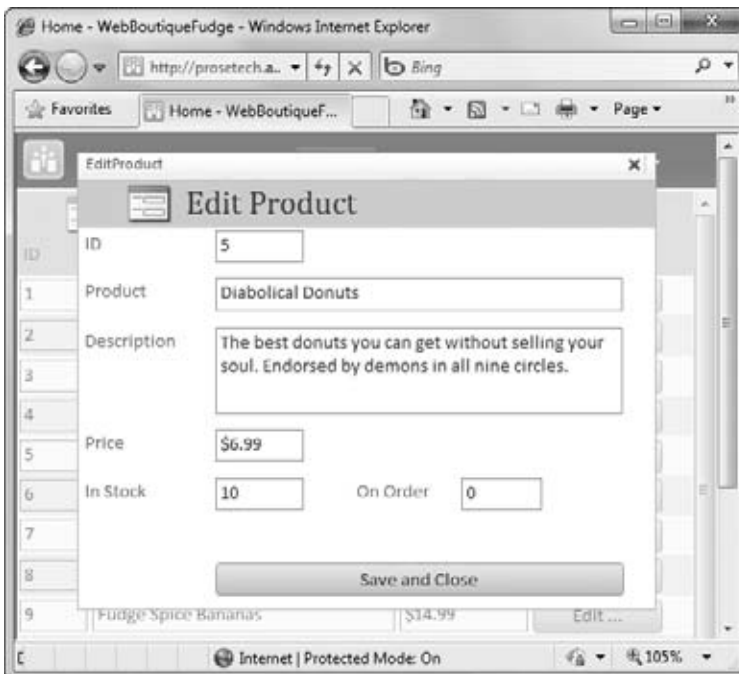 Home - WebBoutiqueFudge - Windows Internet Explorer
http://prosetech.a..
Bing
Favorites
Home - WebBoutiqueF...
Page
EditProduct
Edit Product
ID
ID 5
1
Product Diabolical Donuts
2
Description The best donuts you can get without selling your
soul. Endorsed by demons in all nine circles.
3
4
Price $6.99
5
In Stock 10 On Order 0
6
7
Save and Close
8
9 Fudge Spice Bananas $14.99 Edit ...
Internet | Protected Mode: On 105%